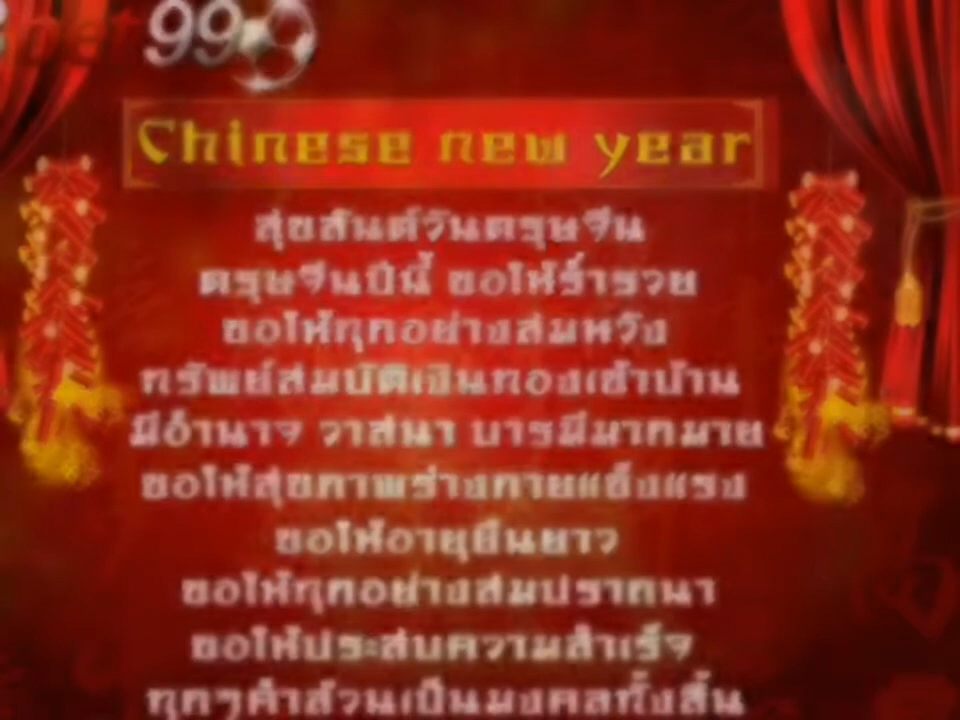 bet 99
Chinese new year
สุขสันต์วันตรุษจีน
ตรุษจีนปีนี้ ขอให้ร่ำรวย
ขอให้ทุกอย่างสมหวัง
ทรัพย์สมบัติเงินทองเข้าบ้าน
มีอำนาจ วาสนา บารมีมากมาย
ขอให้สุขภาพร่างกายแข็งแรง
ขอให้อายุยืนยาว
ขอให้ทุกอย่างสมปรารถนา
ขอให้ประสบความสำเร็จ
ทุกๆคำล้วนเป็นมงคลทั้งสิ้น